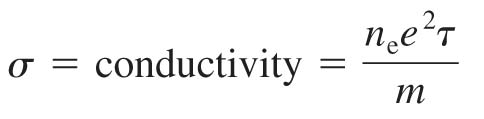 σ = conductivity = nₑe²τ / m